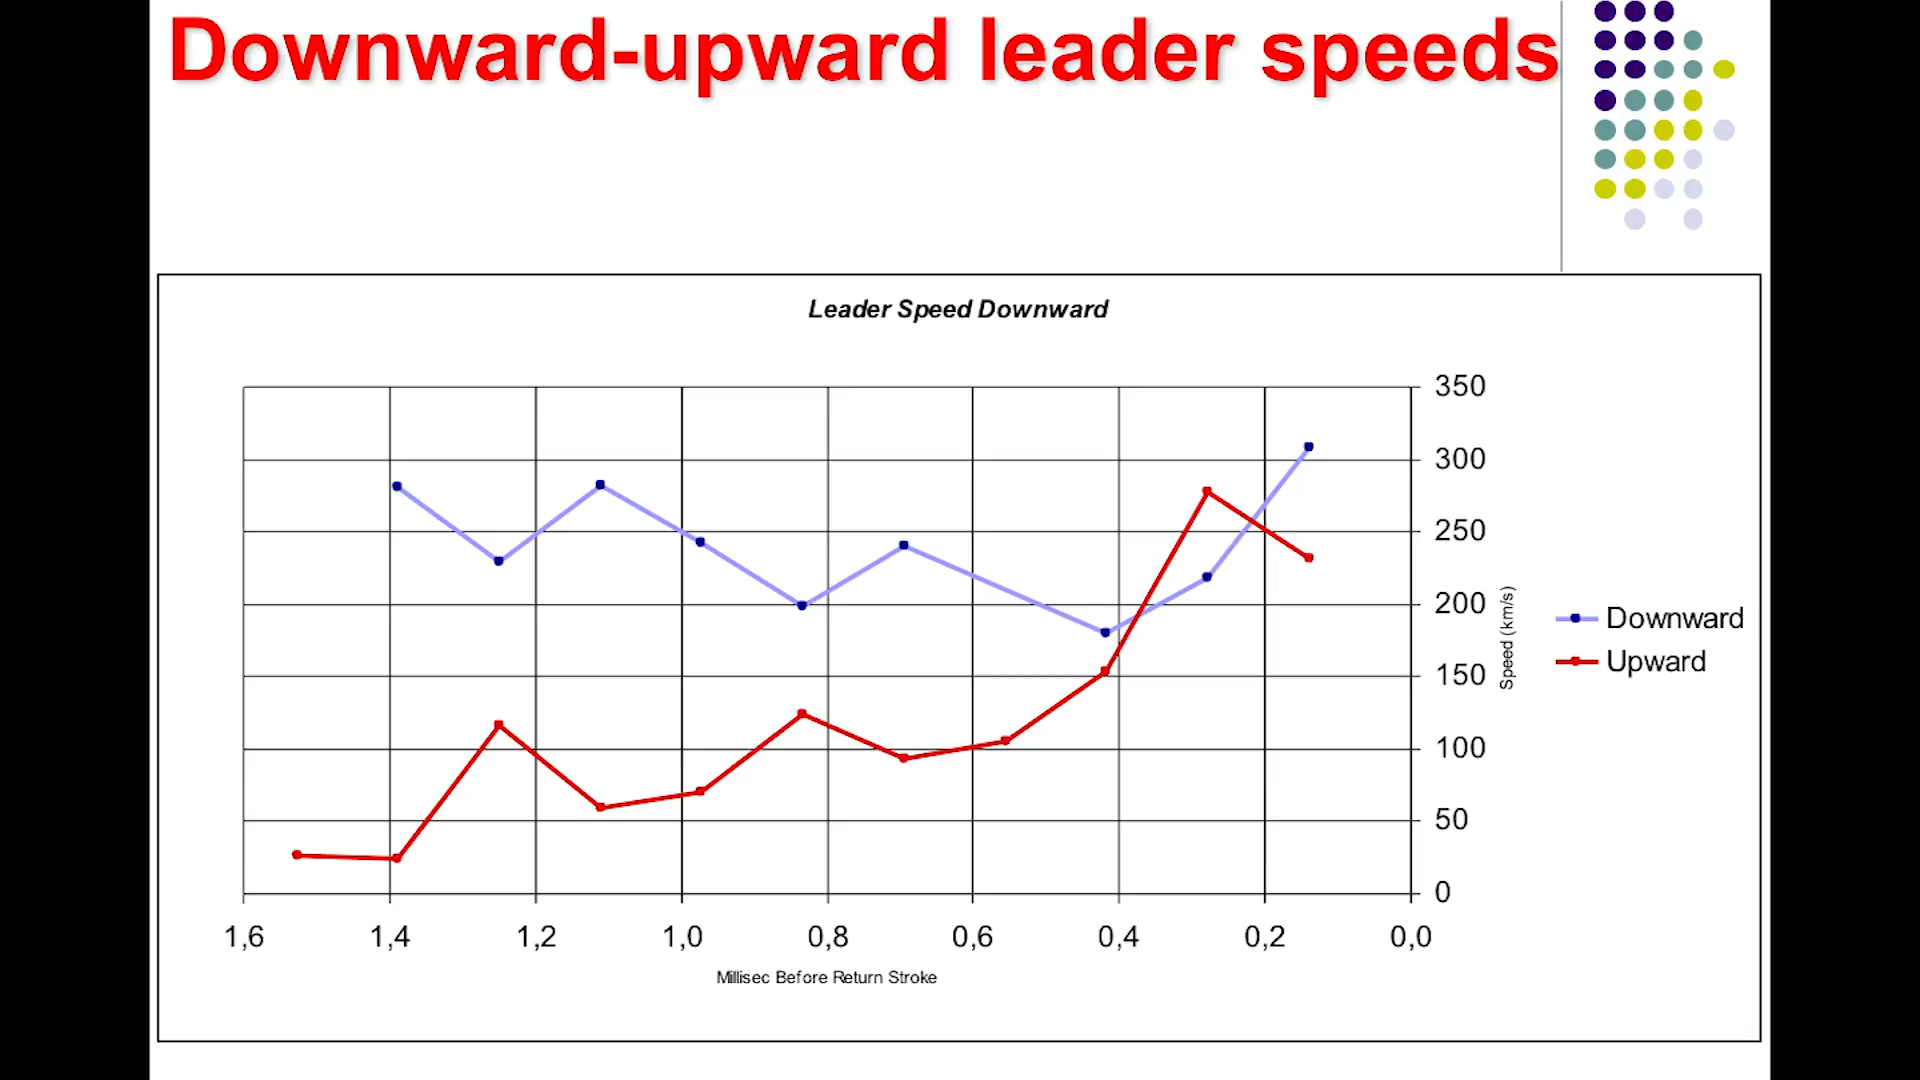 Downward-upward leader speeds
Leader Speed Downward
350
300
250
200
150
100
50
0
Speed (km/s)
Downward
Upward
1,6 1,4 1,2 1,0 0,8 0,6 0,4 0,2 0,0
Millisec Before Return Stroke